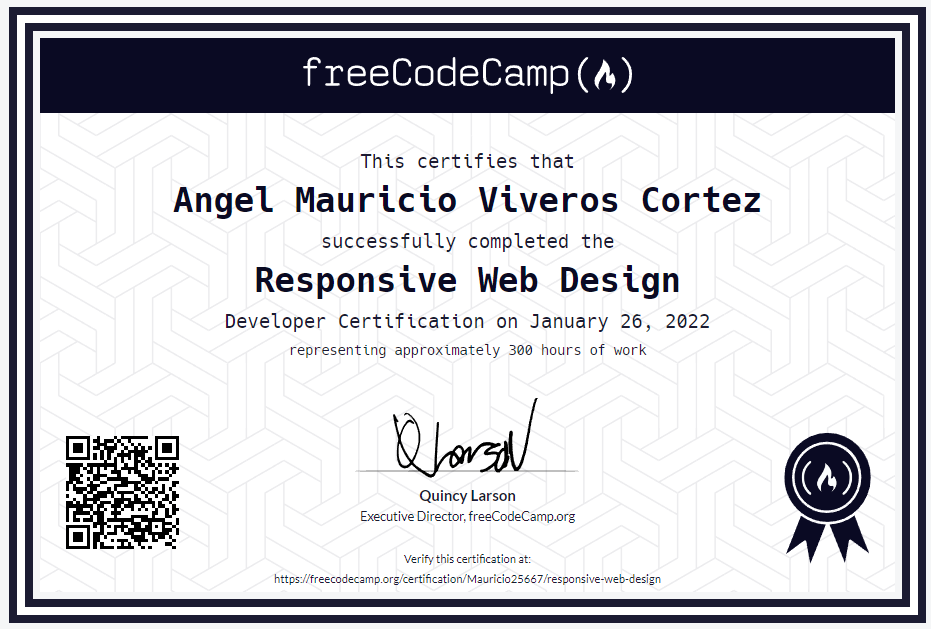 freeCodeCamp
This certifies that
Angel Mauricio Viveros Cortez
successfully completed the
Responsive Web Design
Developer Certification on January 26, 2022
representing approximately 300 hours of work
Q Larson
Quincy Larson
Executive Director, freeCodeCamp.org
Verify this certification at:
https://freecodecamp.org/certification/Mauricio25667/responsive-web-design